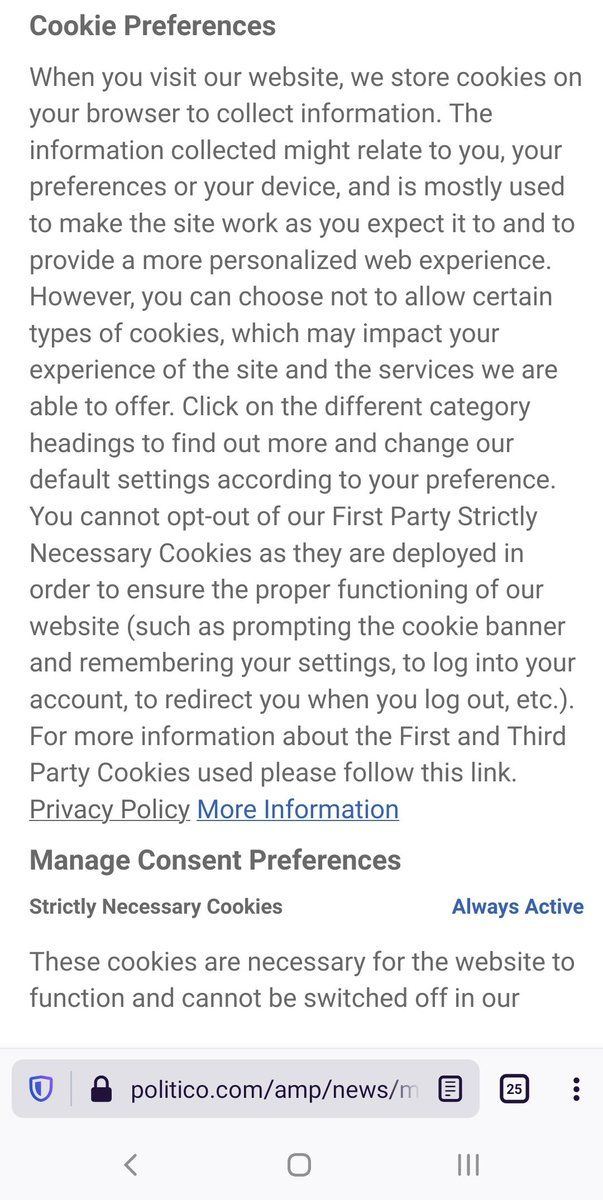 Cookie Preferences
When you visit our website, we store cookies on
your browser to collect information. The
information collected might relate to you, your
preferences or your device, and is mostly used
to make the site work as you expect it to and to
provide a more personalized web experience.
However, you can choose not to allow certain
types of cookies, which may impact your
experience of the site and the services we are
able to offer. Click on the different category
headings to find out more and change our
default settings according to your preference.
You cannot opt-out of our First Party Strictly
Necessary Cookies as they are deployed in
order to ensure the proper functioning of our
website (such as prompting the cookie banner
and remembering your settings, to log into your
account, to redirect you when you log out, etc.).
For more information about the First and Third
Party Cookies used please follow this link.
Privacy Policy More Information
Manage Consent Preferences
Strictly Necessary Cookies Always Active
These cookies are necessary for the website to
function and cannot be switched off in our
politico.com/amp/news/m 25